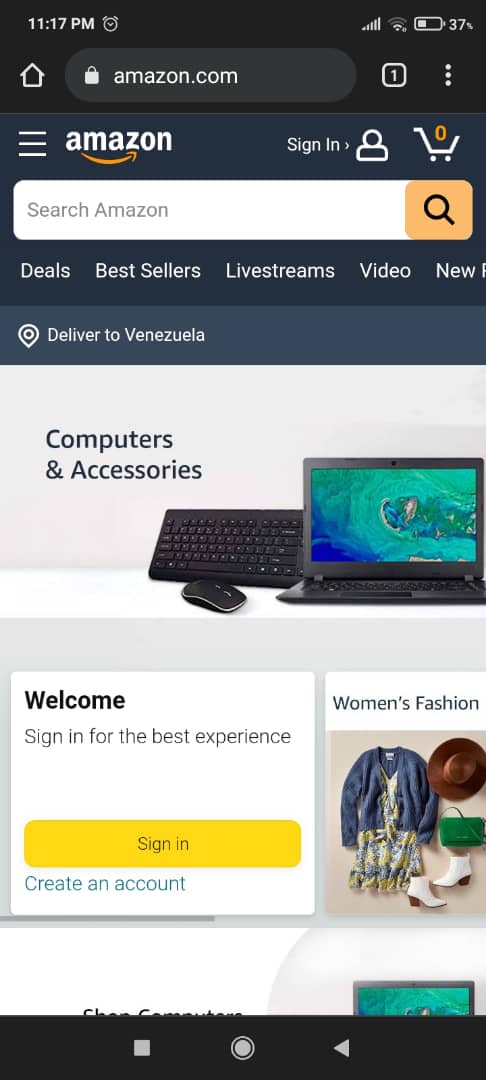 11:17 PM
37%
amazon.com
1
amazon
Sign In ›
0
Search Amazon
Deals Best Sellers Livestreams Video New
Deliver to Venezuela
Computers
& Accessories
Welcome
Sign in for the best experience
Sign in
Create an account
Women's Fashion
Shop Computers